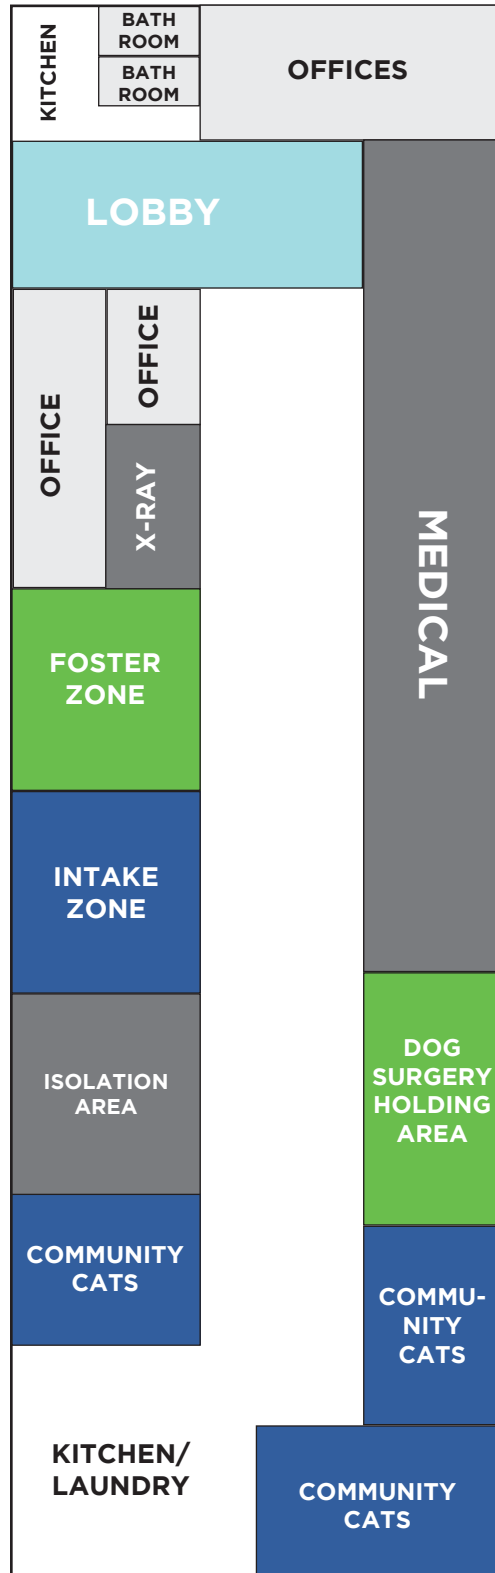 KITCHEN
BATH
ROOM
BATH
ROOM
OFFICES
LOBBY
OFFICE
OFFICE
X-RAY
MEDICAL
FOSTER
ZONE
INTAKE
ZONE
ISOLATION
AREA
DOG
SURGERY
HOLDING
AREA
COMMUNITY
CATS
COMMU-
NITY
CATS
KITCHEN/
LAUNDRY
COMMUNITY
CATS